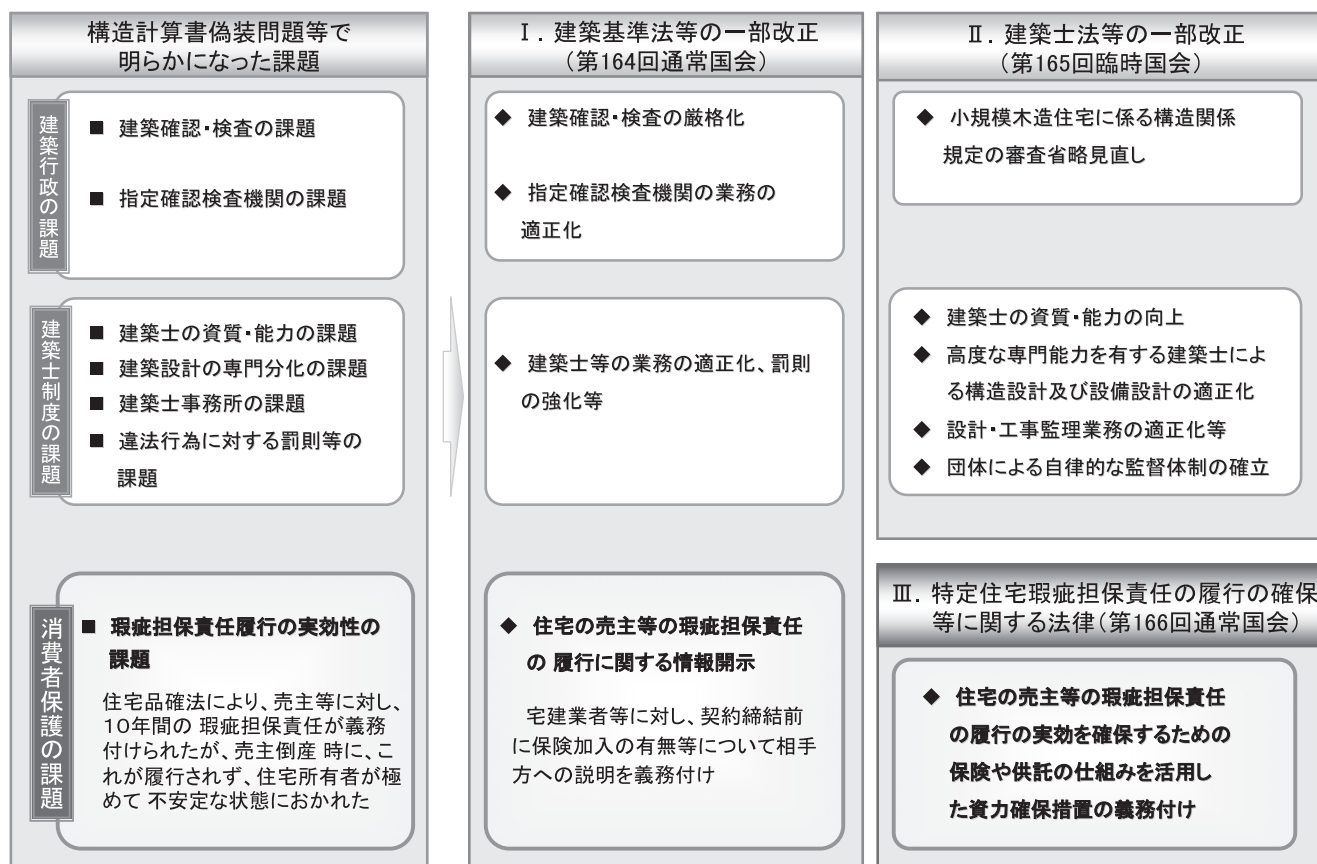 構造計算書偽装問題等で
明らかになった課題
建築行政の課題
■ 建築確認・検査の課題
■ 指定確認検査機関の課題
建築士制度の課題
■ 建築士の資質・能力の課題
■ 建築設計の専門分化の課題
■ 建築士事務所の課題
■ 違法行為に対する罰則等の
課題
消費者保護の課題
■ 瑕疵担保責任履行の実効性の
課題
住宅品確法により、売主等に対し、
10年間の 瑕疵担保責任が義務
付けられたが、売主倒産 時に、こ
れが履行されず、住宅所有者が極
めて 不安定な状態におかれた
Ⅰ. 建築基準法等の一部改正
(第164回通常国会)
◆ 建築確認・検査の厳格化
◆ 指定確認検査機関の業務の
適正化
◆ 建築士等の業務の適正化、罰則
の強化等
◆ 住宅の売主等の瑕疵担保責任
の 履行に関する情報開示
宅建業者等に対し、契約締結前
に保険加入の有無等について相手
方への説明を義務付け
Ⅱ. 建築士法等の一部改正
(第165回臨時国会)
◆ 小規模木造住宅に係る構造関係
規定の審査省略見直し
◆ 建築士の資質・能力の向上
◆ 高度な専門能力を有する建築士によ
る構造設計及び設備設計の適正化
◆ 設計・工事監理業務の適正化等
◆ 団体による自律的な監督体制の確立
Ⅲ. 特定住宅瑕疵担保責任の履行の確保
等に関する法律(第166回通常国会)
◆ 住宅の売主等の瑕疵担保責任
の履行の実効を確保するための
保険や供託の仕組みを活用し
た資力確保措置の義務付け